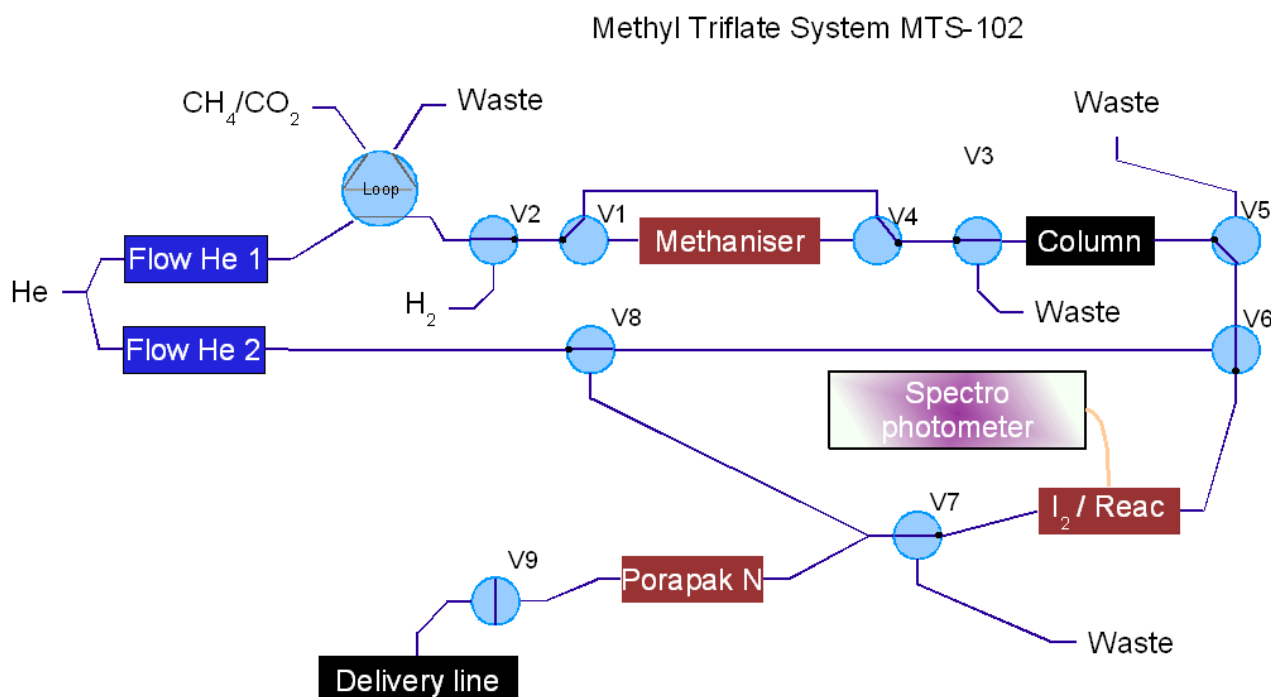 Methyl Triflate System MTS-102
CH₄/CO₂
Waste
Waste
V3
Loop
V2
V1
V4
V5
Flow He 1
Methaniser
Column
He
H₂
Waste
V8
V6
Flow He 2
Spectro
photometer
V7
I₂ / Reac
V9
Porapak N
Waste
Delivery line